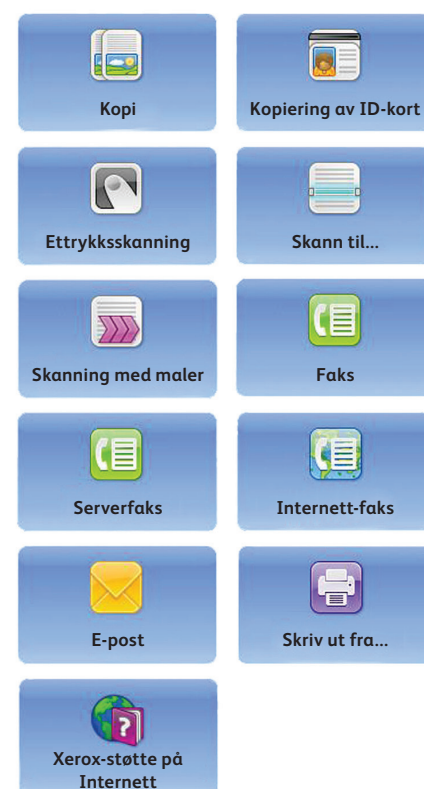 Kopi
Kopiering av ID-kort
Ettrykksskanning
Skann til...
Skanning med maler
Faks
Serverfaks
Internett-faks
E-post
Skriv ut fra...
Xerox-støtte på
Internett